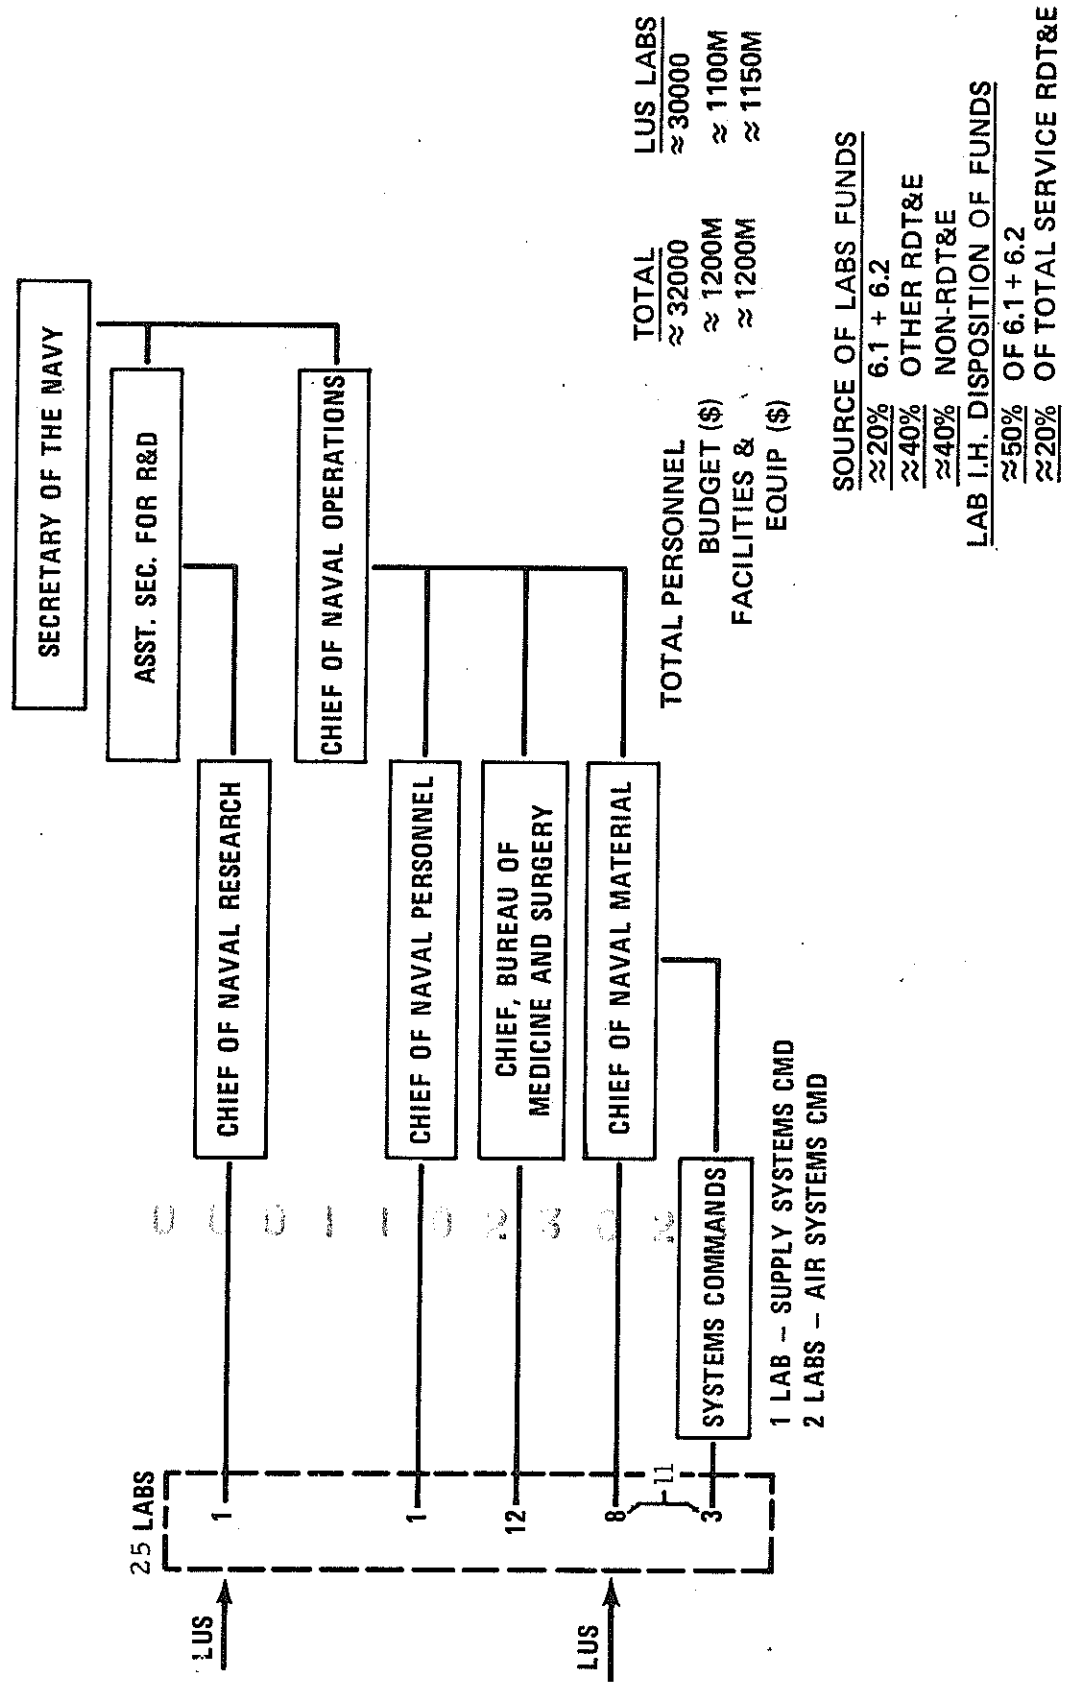 SECRETARY OF THE NAVY
ASST. SEC. FOR R&D
CHIEF OF NAVAL RESEARCH
CHIEF OF NAVAL OPERATIONS
CHIEF OF NAVAL PERSONNEL
CHIEF, BUREAU OF
MEDICINE AND SURGERY
CHIEF OF NAVAL MATERIAL
SYSTEMS COMMANDS
1 LAB – SUPPLY SYSTEMS CMD
2 LABS – AIR SYSTEMS CMD
25 LABS
LUS
1
1
12
LUS
8
11
3
TOTAL LUS LABS
TOTAL PERSONNEL ≈ 32000 ≈ 30000
BUDGET ($) ≈ 1200M ≈ 1100M
FACILITIES & ≈ 1200M ≈ 1150M
EQUIP ($)
SOURCE OF LABS FUNDS
≈20% 6.1 + 6.2
≈40% OTHER RDT&E
≈40% NON-RDT&E
LAB I.H. DISPOSITION OF FUNDS
≈50% OF 6.1 + 6.2
≈20% OF TOTAL SERVICE RDT&E